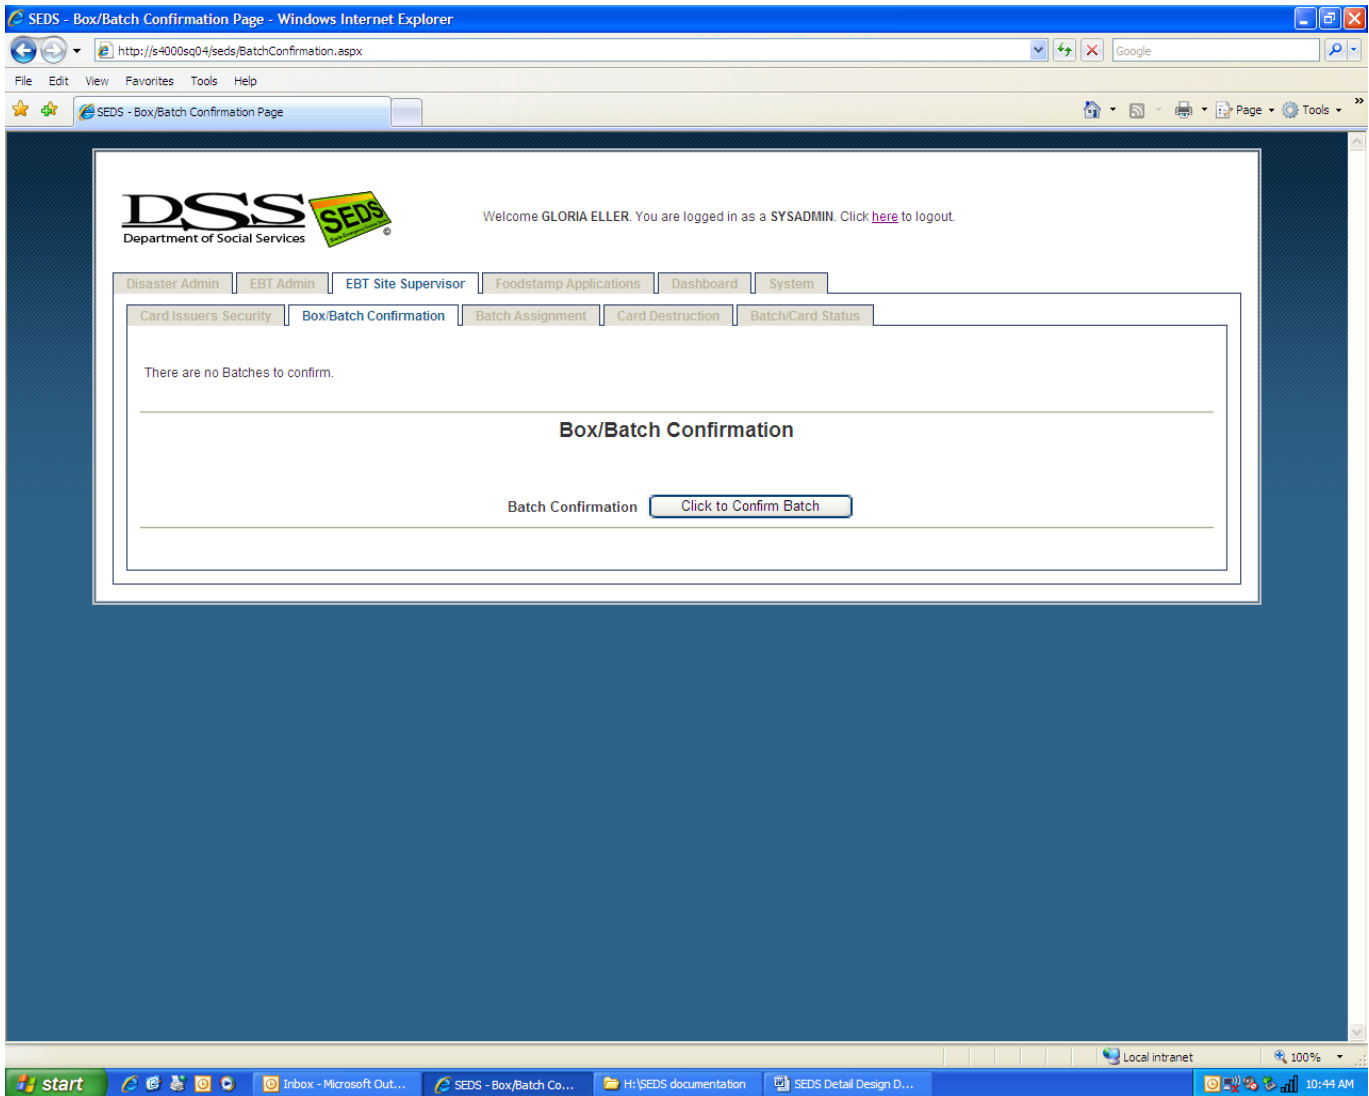 SEDS - Box/Batch Confirmation Page - Windows Internet Explorer
http://s4000sq04/seds/BatchConfirmation.aspx
Google
File Edit View Favorites Tools Help
SEDS - Box/Batch Confirmation Page
Page Tools
DSS SEDS
Department of Social Services
©
Welcome GLORIA ELLER. You are logged in as a SYSADMIN. Click here to logout.
Disaster Admin EBT Admin EBT Site Supervisor Foodstamp Applications Dashboard System
Card Issuers Security Box/Batch Confirmation Batch Assignment Card Destruction Batch/Card Status
There are no Batches to confirm.
Box/Batch Confirmation
Batch Confirmation Click to Confirm Batch
Local intranet 100%
start Inbox - Microsoft Out... SEDS - Box/Batch Co... H:\SEDS documentation SEDS Detail Design D... 10:44 AM